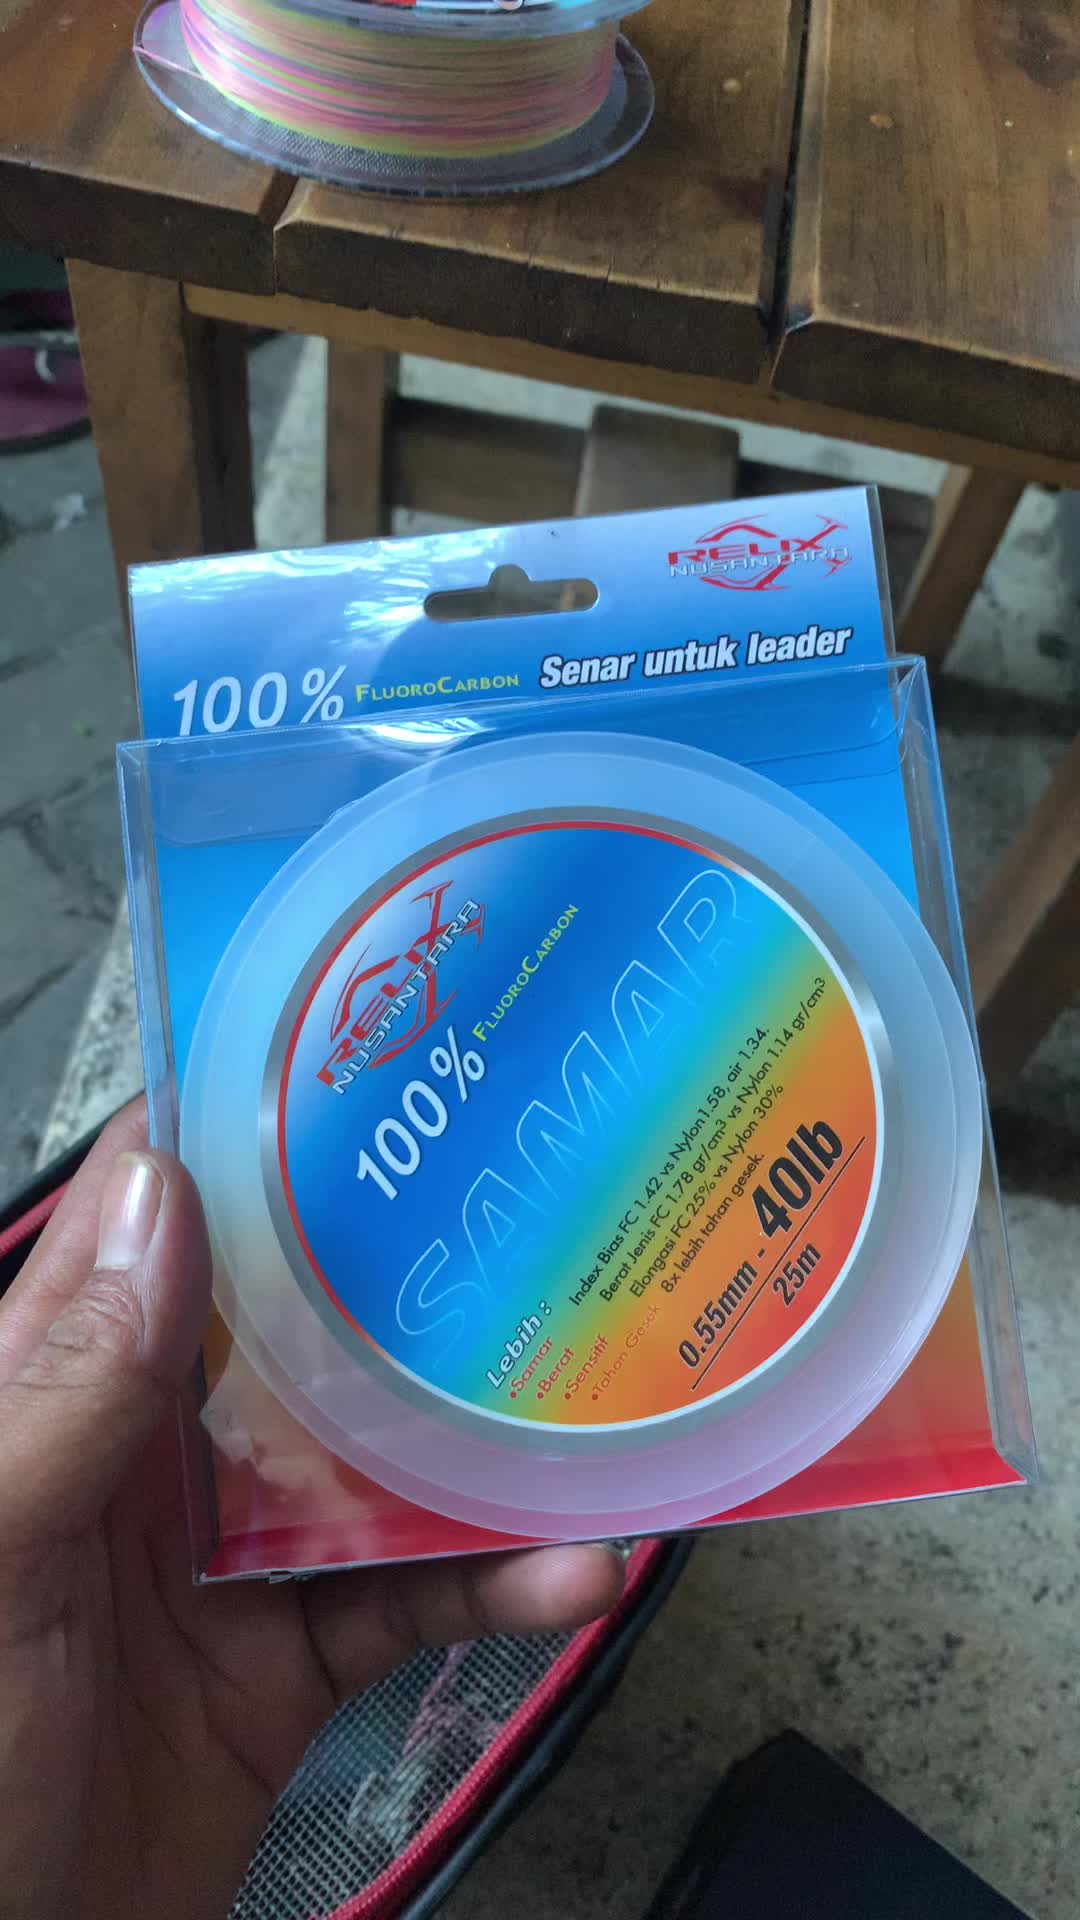 RELIX
NUSANTARA
100% FLUOROCARBON Senar untuk leader
RELIX
NUSANTARA
100% FLUOROCARBON
SAMAR
Lebih :
•Samar Index Bias FC 1.42 vs Nylon1.58, air 1.34.
•Berat Berat Jenis FC 1.78 gr/cm³ vs Nylon 1.14 gr/cm³
•Sensitif Elongasi FC 25% vs Nylon 30%
•Tahan Gesek 8x lebih tahan gesek.
0.55mm - 40lb
25m